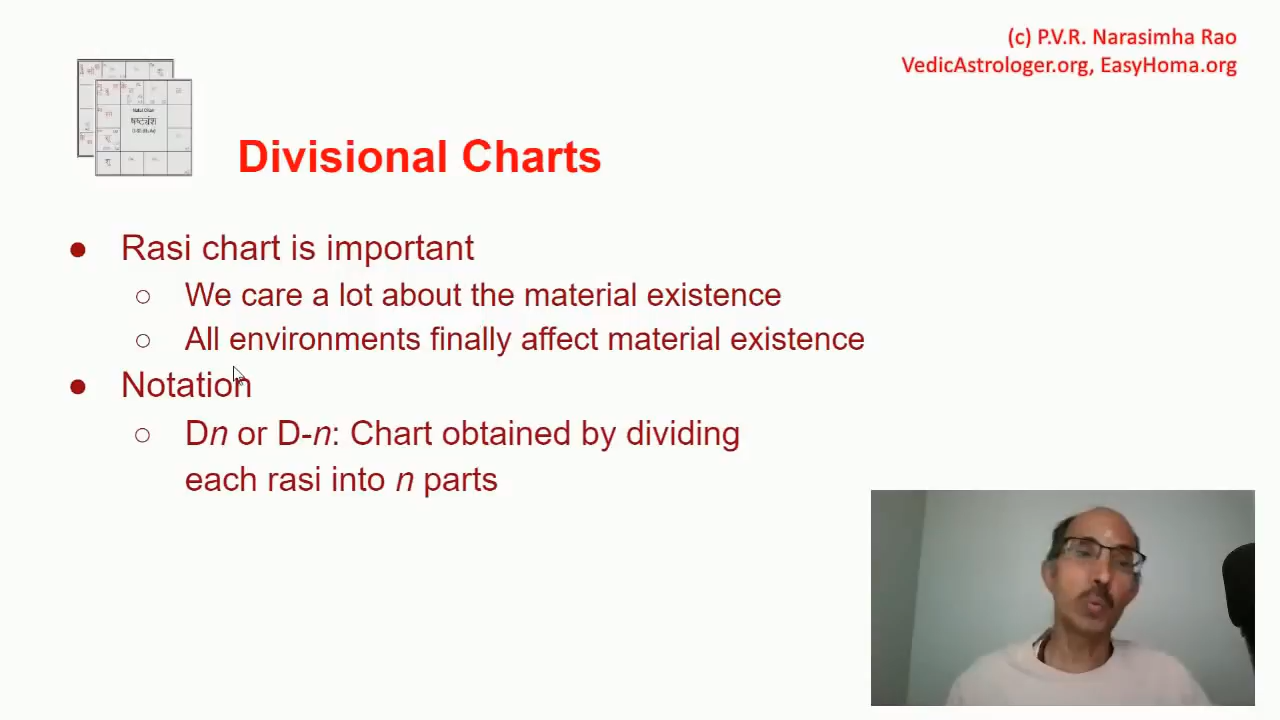 (c) P.V.R. Narasimha Rao
VedicAstrologer.org, EasyHoma.org
Divisional Charts
● Rasi chart is important
○ We care a lot about the material existence
○ All environments finally affect material existence
● Notation
○ Dn or D-n: Chart obtained by dividing
each rasi into n parts